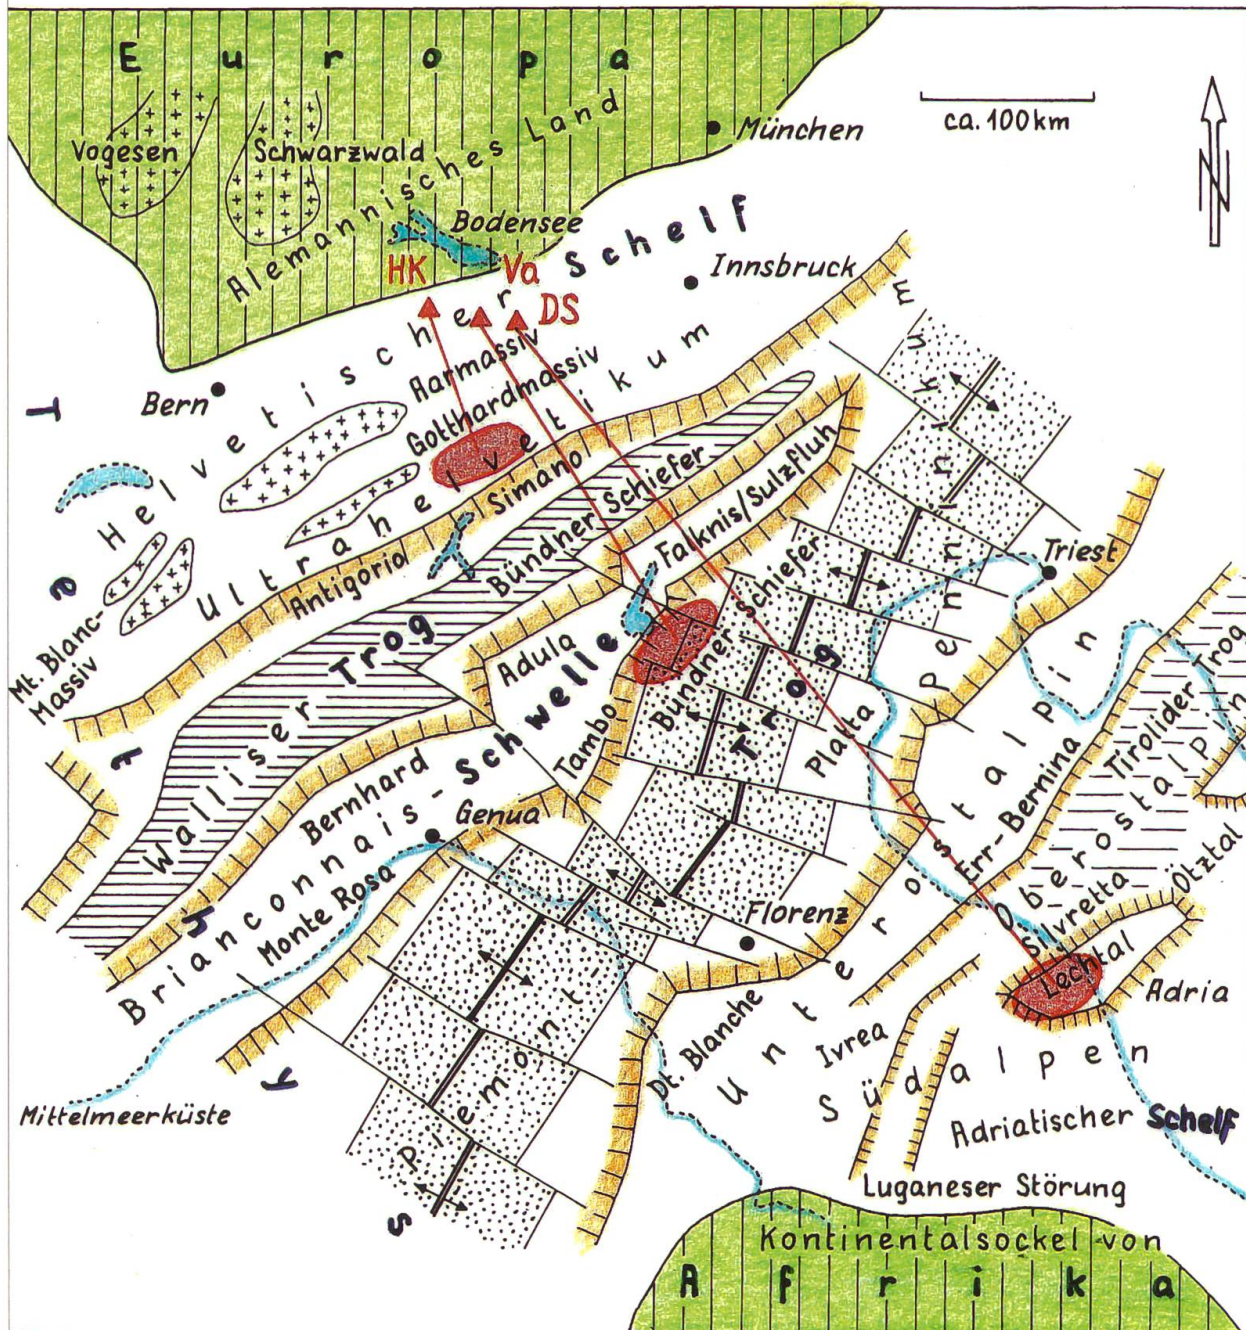 Europa
ca. 100 km
München
Vogesen
Schwarzwald
Alemannisches Land
Bodensee
HK
Va
DS
Innsbruck
Helvetischer Schelf
Bern
Aarmassiv
Gotthardmassiv
Ultrahelvetikum
Tethys
Mt. Blanc-
Massiv
Antigorio
Simano
Walliser Trog
Bündner Schiefer
Falknis/Sulzfluh
Adula
Tambo
Bernhard
Monte Rosa
Brianconnais-Schwelle
Genua
Bündner Schiefer
Piemont-
Trog
Platta
Pennin
Triest
Florenz
Dt. Blanche
Unterostalpin
Err-Bernina
Tirolider Trog
Oberostalpin
Silvretta
Ötztal
Lechtal
Adria
Ivrea
Südalpen
Adriatischer Schelf
Mittelmeerküste
Luganeser Störung
Kontinentalsockel von
Afrika